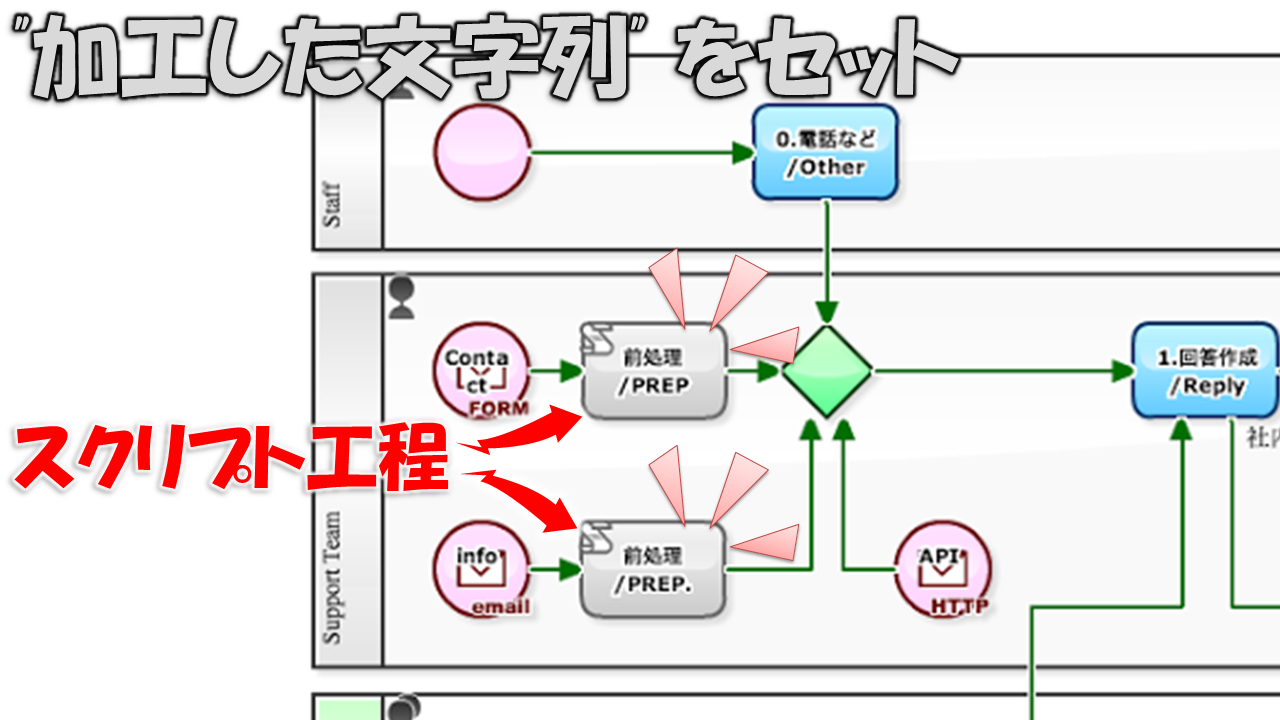 "加工した文字列" をセット
Staff
0.電話など
/Other
Conta
ct
FORM
前処理
/PREP
1.回答作成
/Reply
社内
スクリプト工程
Support Team
info
email
前処理
/PREP.
API
HTTP